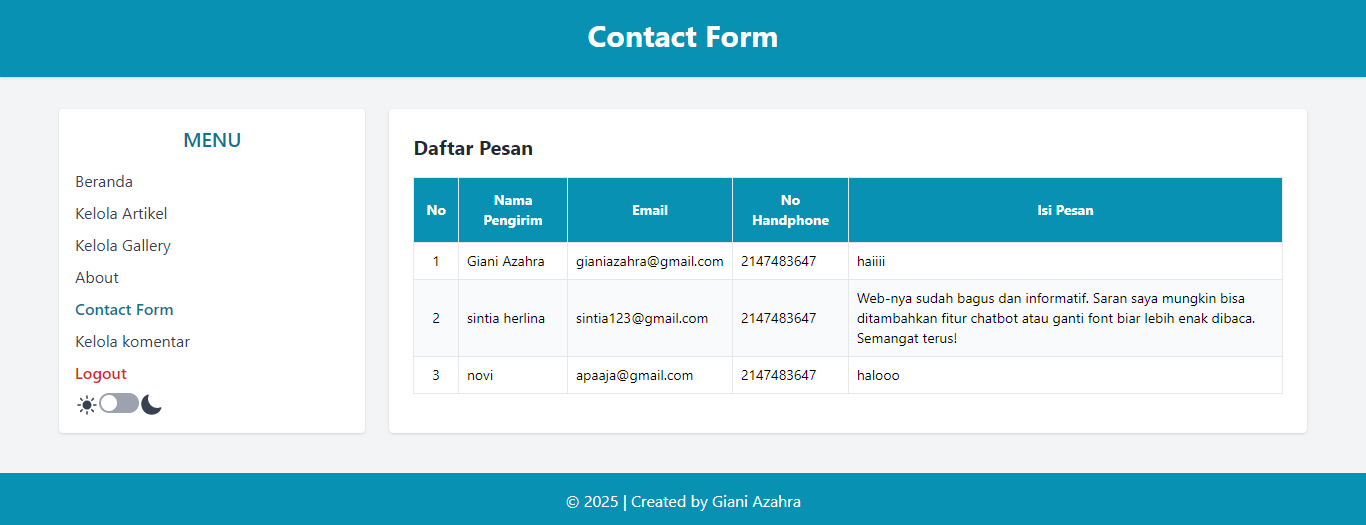 Contact Form
MENU
Beranda
Kelola Artikel
Kelola Gallery
About
Contact Form
Kelola komentar
Logout
Daftar Pesan
No Nama Pengirim Email No Handphone Isi Pesan
1 Giani Azahra gianiazahra@gmail.com 2147483647 haiiii
2 sintia herlina sintia123@gmail.com 2147483647 Web-nya sudah bagus dan informatif. Saran saya mungkin bisa
ditambahkan fitur chatbot atau ganti font biar lebih enak dibaca.
Semangat terus!
3 novi apaaja@gmail.com 2147483647 halooo
© 2025 | Created by Giani Azahra